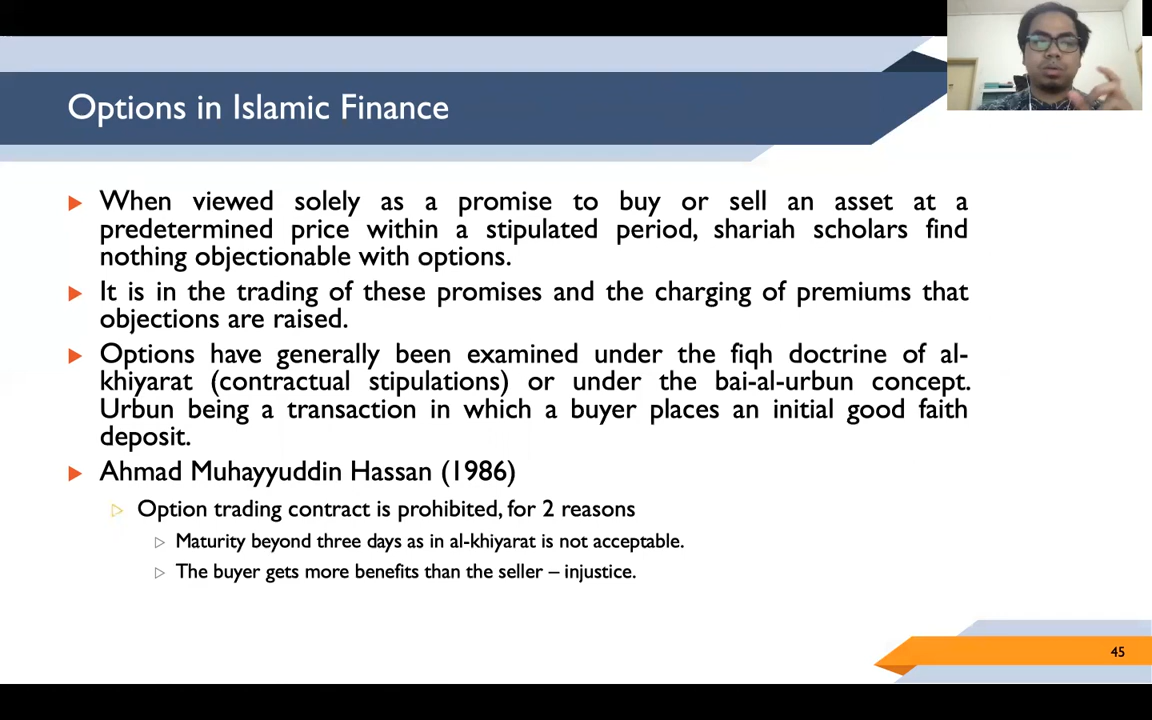 Options in Islamic Finance
When viewed solely as a promise to buy or sell an asset at a
predetermined price within a stipulated period, shariah scholars find
nothing objectionable with options.
It is in the trading of these promises and the charging of premiums that
objections are raised.
Options have generally been examined under the fiqh doctrine of al-
khiyarat (contractual stipulations) or under the bai-al-urbun concept.
Urbun being a transaction in which a buyer places an initial good faith
deposit.
Ahmad Muhayyuddin Hassan (1986)
Option trading contract is prohibited, for 2 reasons
Maturity beyond three days as in al-khiyarat is not acceptable.
The buyer gets more benefits than the seller – injustice.
45